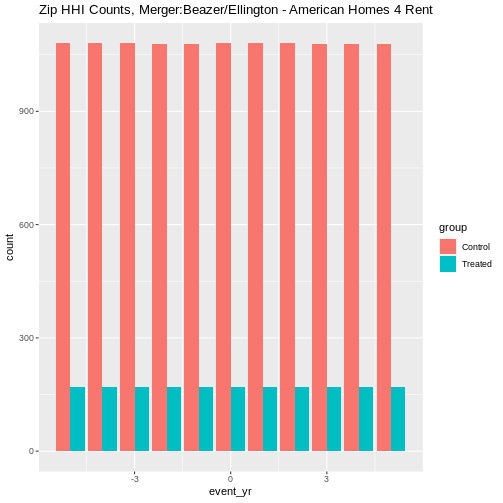 Zip HHI Counts, Merger:Beazer/Ellington - American Homes 4 Rent
count
900
600
300
0
-3
0
3
event_yr
group
Control
Treated